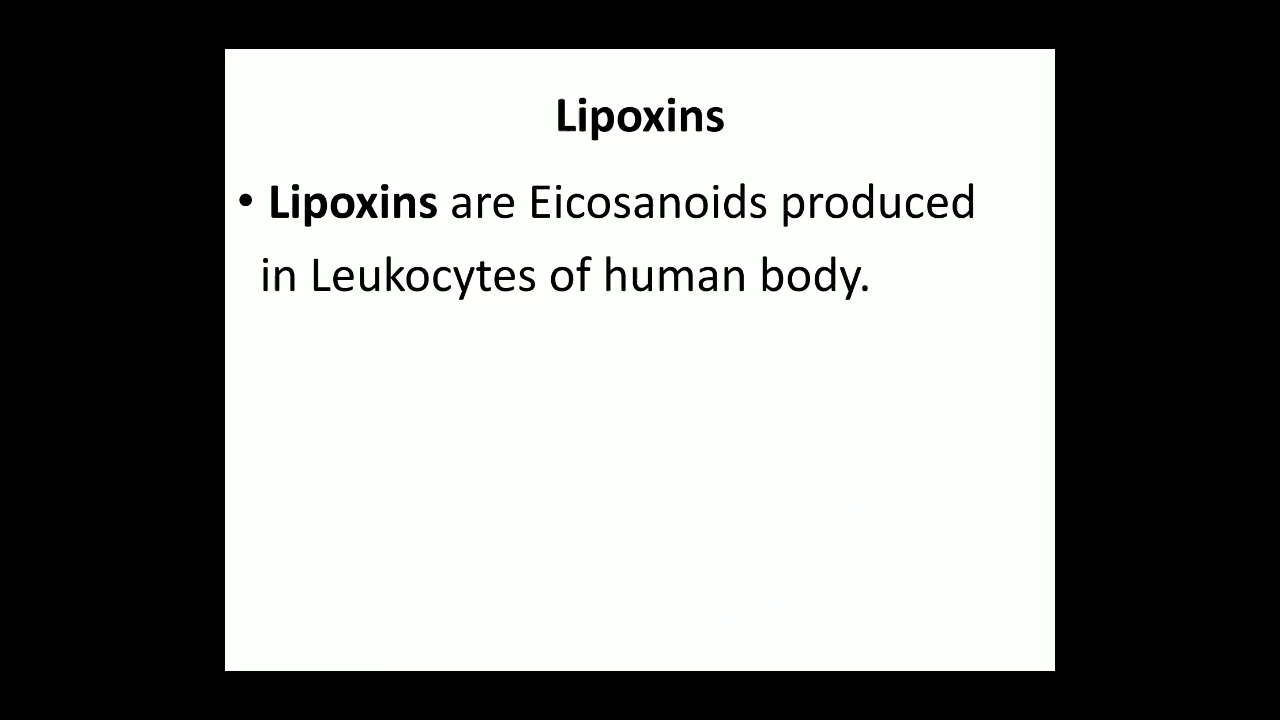 Lipoxins
• Lipoxins are Eicosanoids produced
in Leukocytes of human body.